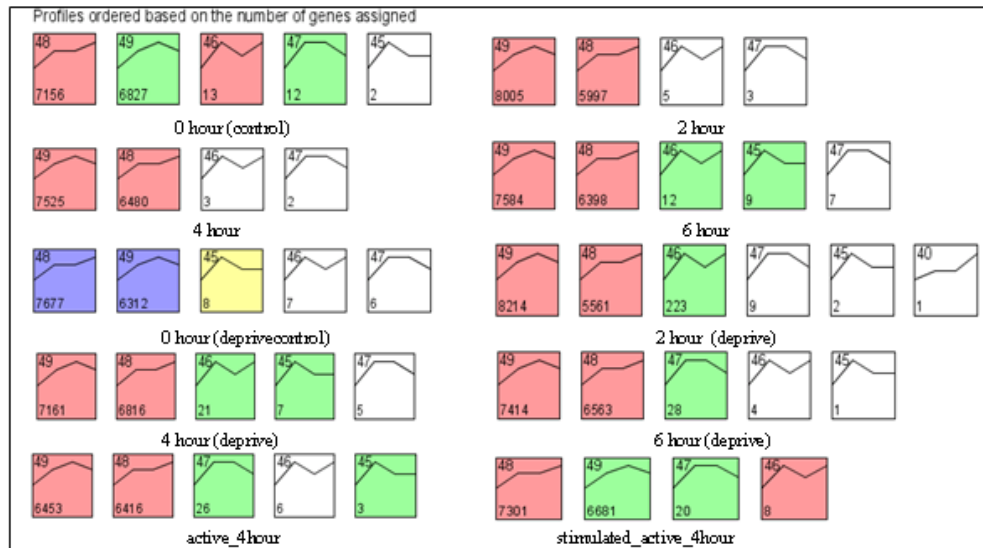 Profiles ordered based on the number of genes assigned
48 49 46 47 45
7156 6827 13 12 2
0 hour (control)
49 48 46 47
8005 5997 5 3
2 hour
49 48 46 47
7525 6480 3 2
4 hour
49 48 46 45 47
7584 6398 12 9 7
6 hour
48 49 45 46 47
7677 6312 8 7 6
0 hour (deprivecontrol)
49 48 46 47 45 40
8214 5561 223 9 2 1
2 hour (deprive)
49 48 46 45 47
7161 6816 21 7 5
4 hour (deprive)
49 48 47 46 45
7414 6563 28 4 1
6 hour (deprive)
49 48 47 46 45
6453 6416 26 6 3
active_4hour
48 49 47 46
7301 6681 20 8
stimulated_active_4hour